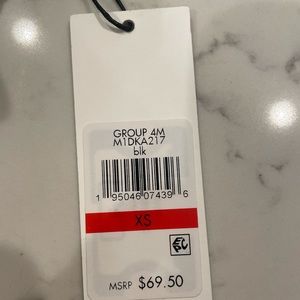 GROUP 4M
M1DKA217
blk
1 95046 07439 6
XS
MSRP $69.50